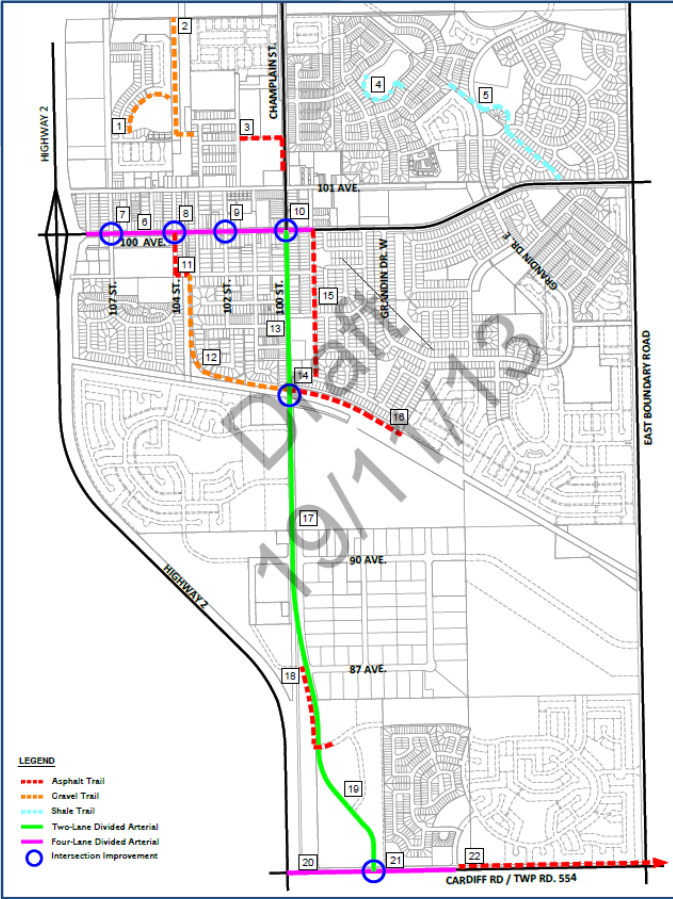 2
CHAMPLAIN ST.
4
5
HIGHWAY 2
1
3
101 AVE.
7
6
8
9
10
100 AVE.
11
GRANDIN DR. W
GRANDIN DR. E
107 ST.
104 ST.
102 ST.
100 ST.
15
13
12
14
16
Draft
19/11/13
EAST BOUNDARY ROAD
17
90 AVE.
HIGHWAY 2
18
87 AVE.
19
LEGEND
Asphalt Trail
Gravel Trail
Shale Trail
Two-Lane Divided Arterial
Four-Lane Divided Arterial
Intersection Improvement
20
21
22
CARDIFF RD / TWP RD. 554